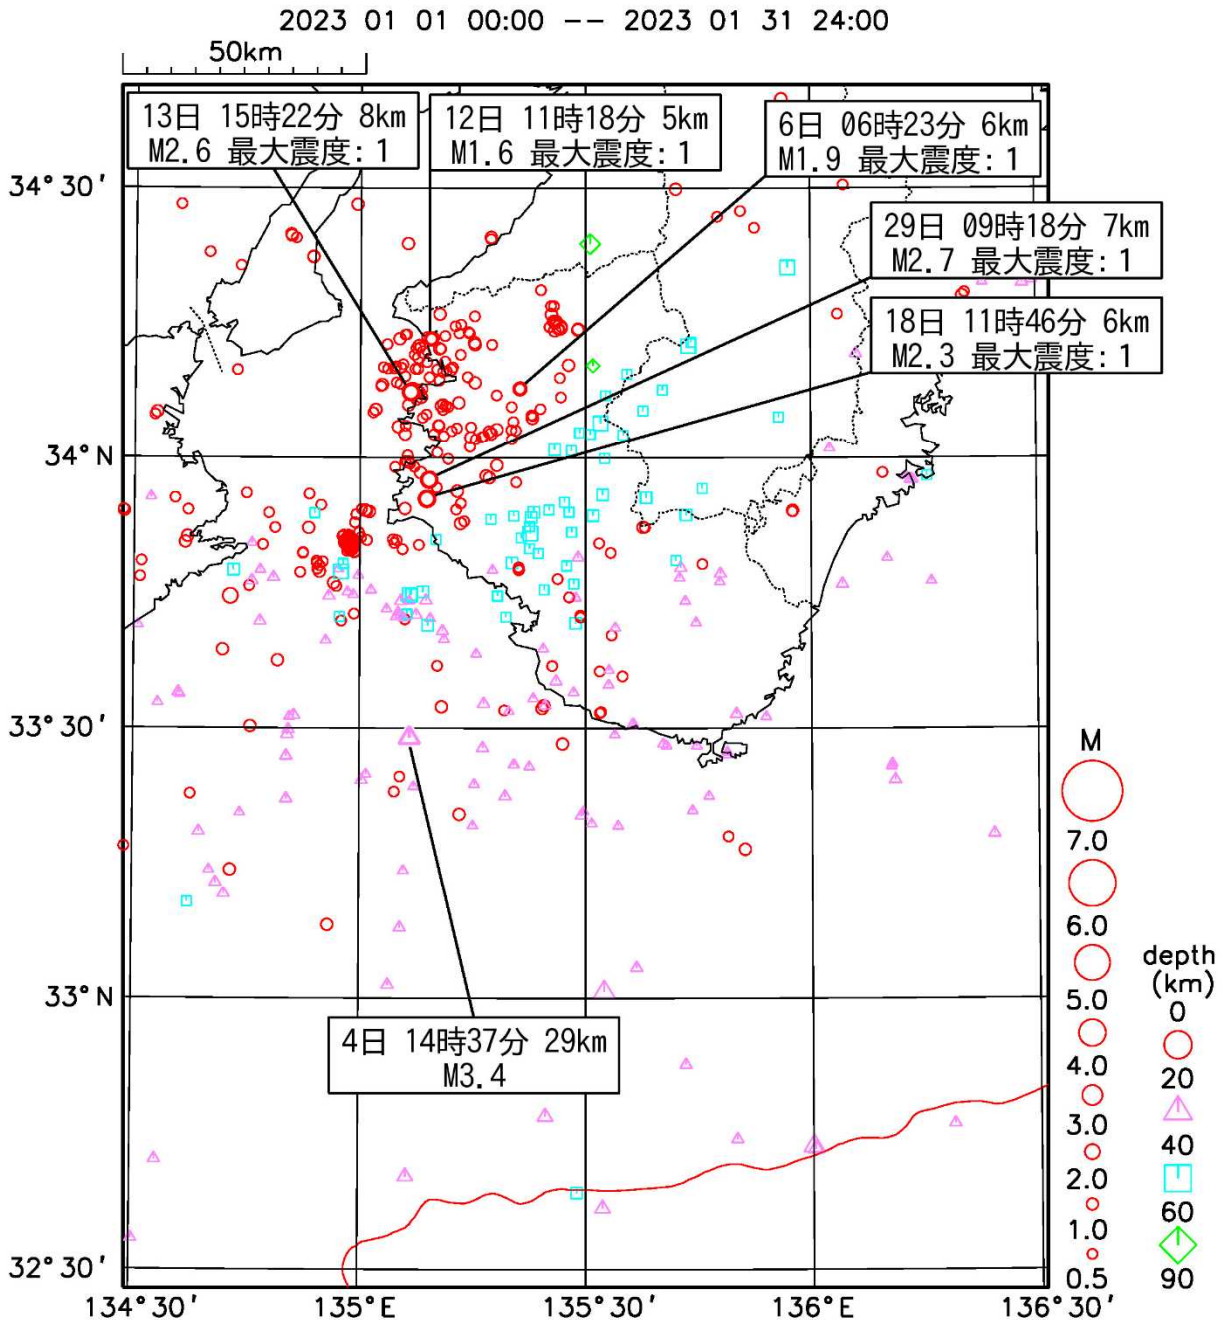 2023 01 01 00:00 -- 2023 01 31 24:00
50km
13日 15時22分 8km
M2.6 最大震度:1
12日 11時18分 5km
M1.6 最大震度:1
6日 06時23分 6km
M1.9 最大震度:1
29日 09時18分 7km
M2.7 最大震度:1
18日 11時46分 6km
M2.3 最大震度:1
4日 14時37分 29km
M3.4
34°30'
34°N
33°30'
33°N
32°30'
134°30'
135°E
135°30'
136°E
136°30'
M
7.0
6.0
5.0
4.0
3.0
2.0
1.0
0.5
depth
(km)
0
20
40
60
90